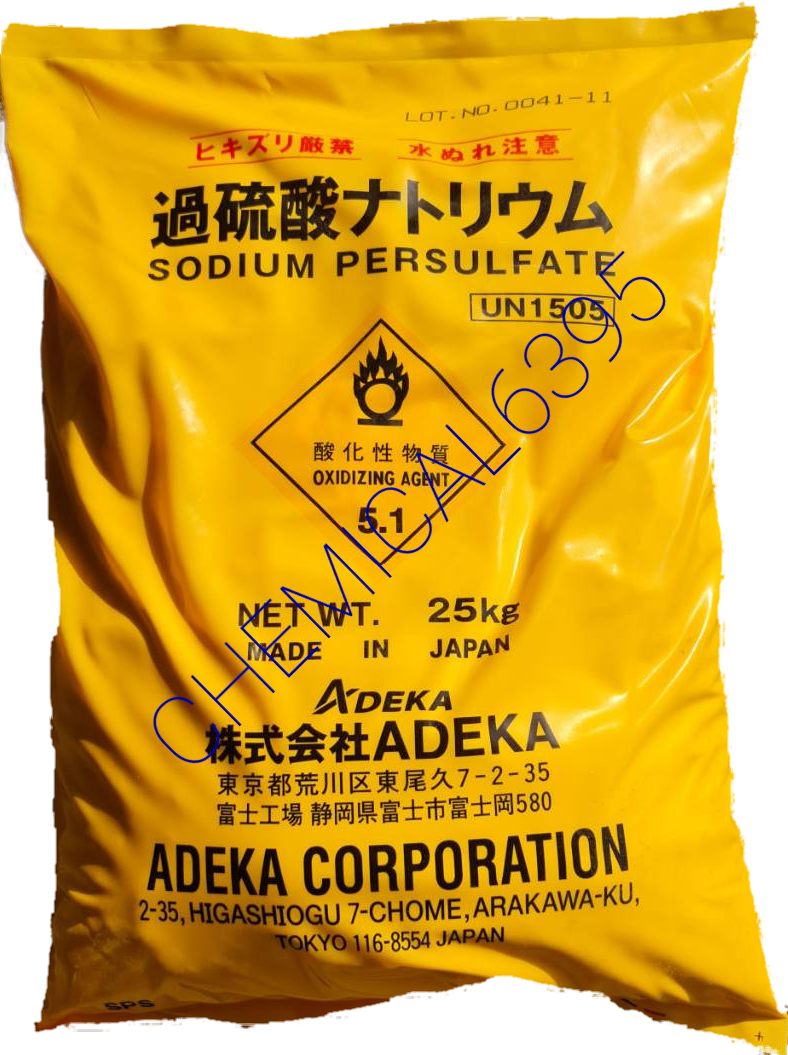 LOT.NO.0041-11
ヒキズリ厳禁 水ぬれ注意
過硫酸ナトリウム
SODIUM PERSULFATE
UN1505
酸化性物質
OXIDIZING AGENT
5.1
NET WT. 25kg
MADE IN JAPAN
ADEKA
株式会社ADEKA
東京都荒川区東尾久7-2-35
富士工場 静岡県富士市富士岡580
ADEKA CORPORATION
2-35, HIGASHIOGU 7-CHOME, ARAKAWA-KU,
TOKYO 116-8554 JAPAN
SPS
CHEMICAL6395